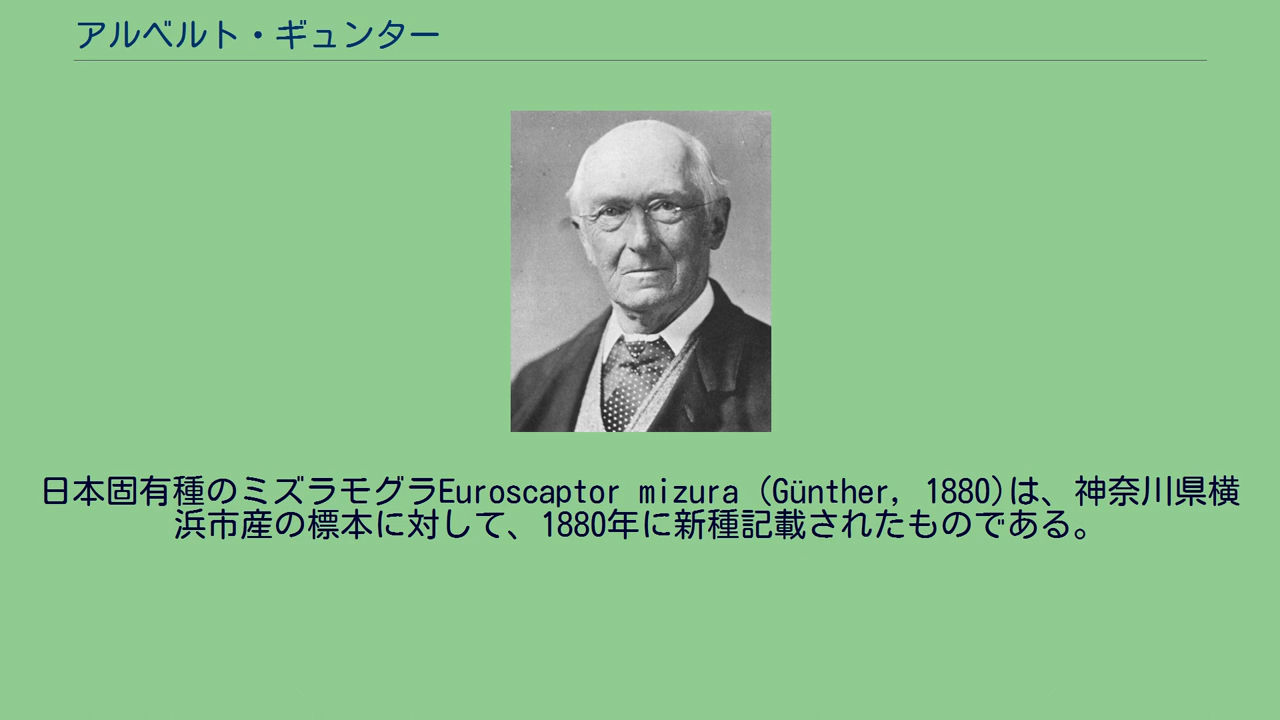 アルベルト・ギュンター
日本固有種のミズラモグラEuroscaptor mizura (Günther, 1880)は、神奈川県横
浜市産の標本に対して、1880年に新種記載されたものである。